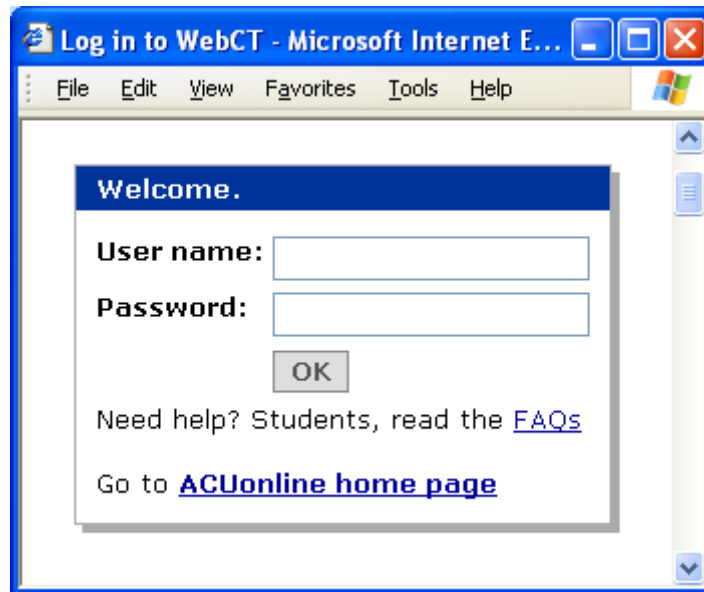 Log in to WebCT - Microsoft Internet E...
File Edit View Favorites Tools Help
Welcome.
User name:
Password:
OK
Need help? Students, read the FAQs
Go to ACUonline home page